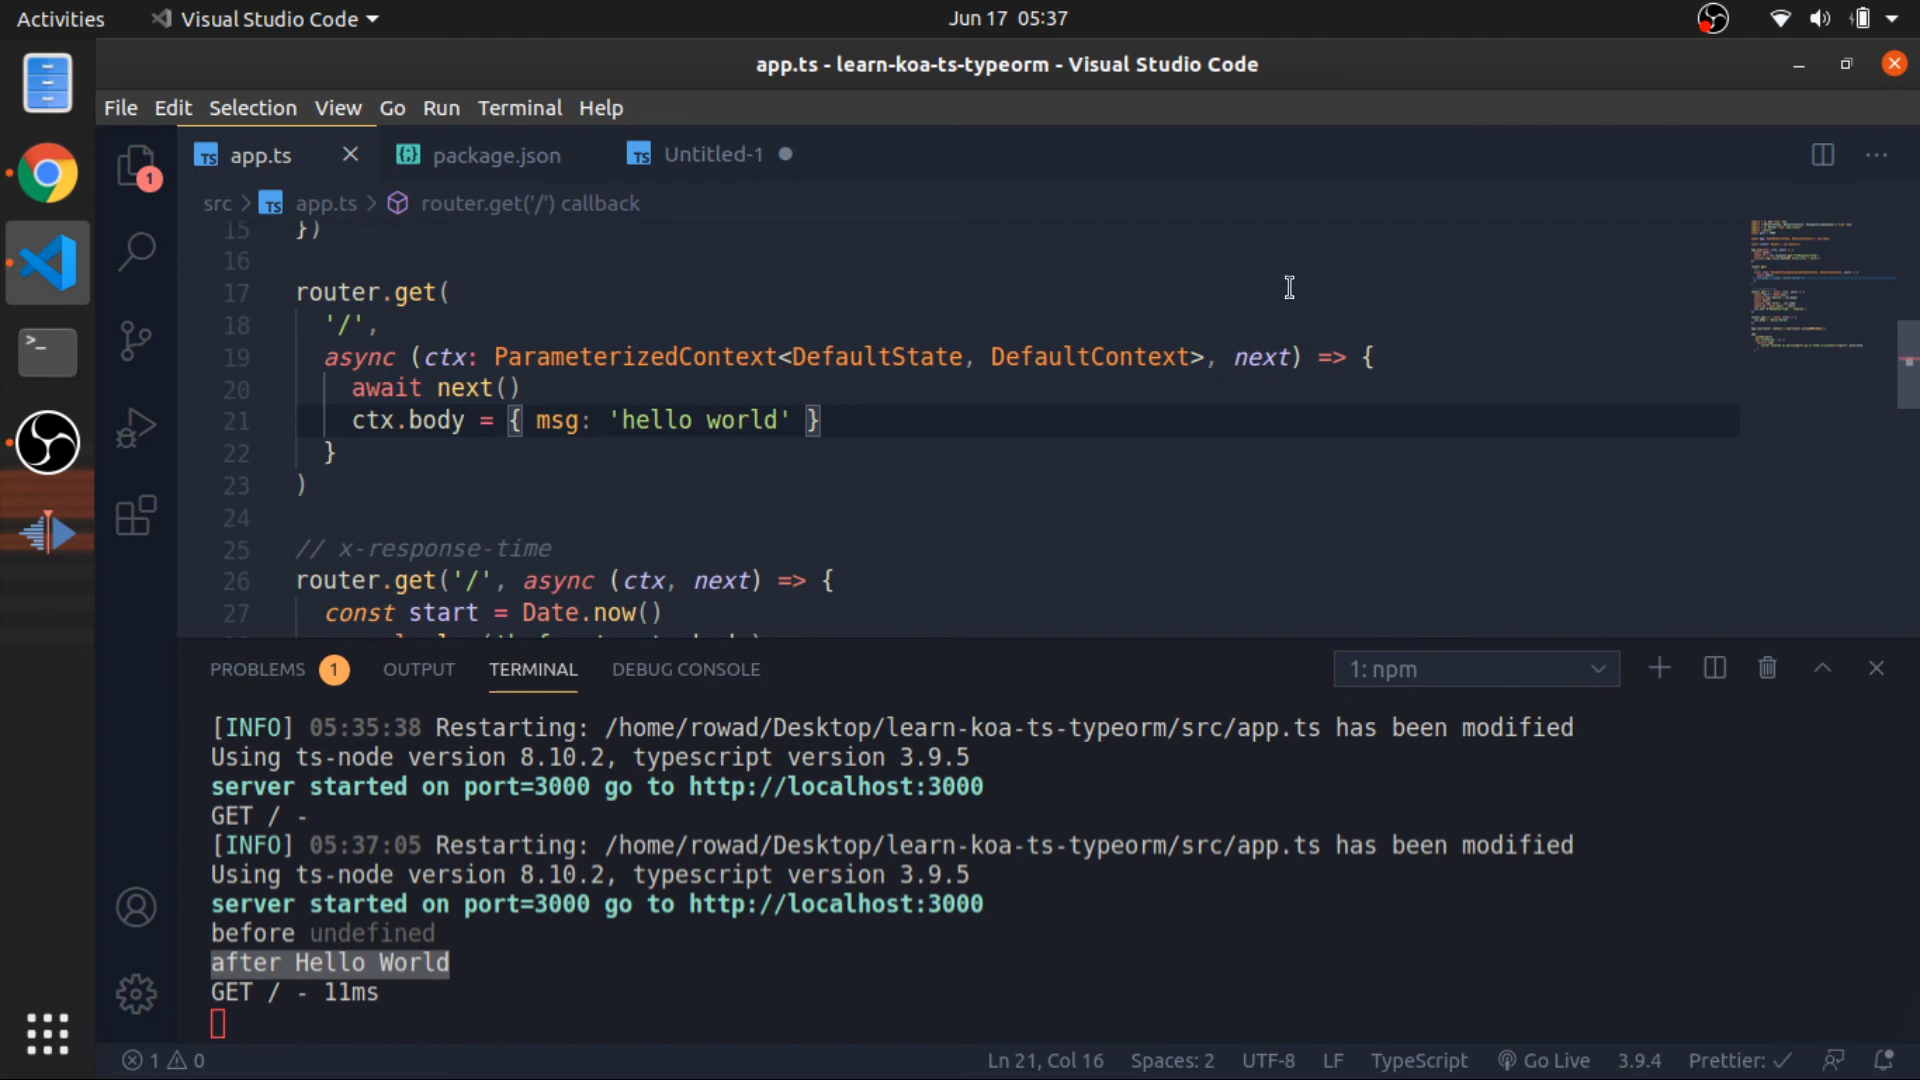 Activities
Visual Studio Code
Jun 17 05:37
app.ts - learn-koa-ts-typeorm - Visual Studio Code
File Edit Selection View Go Run Terminal Help
TS app.ts
package.json
TS Untitled-1
1
src > TS app.ts > router.get('/') callback
15 })
16
17 router.get(
18 '/',
19 async (ctx: ParameterizedContext<DefaultState, DefaultContext>, next) => {
20 await next()
21 ctx.body = { msg: 'hello world' }
22 }
23 )
24
25 // x-response-time
26 router.get('/', async (ctx, next) => {
27 const start = Date.now()
PROBLEMS 1 OUTPUT TERMINAL DEBUG CONSOLE
1: npm
[INFO] 05:35:38 Restarting: /home/rowad/Desktop/learn-koa-ts-typeorm/src/app.ts has been modified
Using ts-node version 8.10.2, typescript version 3.9.5
server started on port=3000 go to http://localhost:3000
GET / -
[INFO] 05:37:05 Restarting: /home/rowad/Desktop/learn-koa-ts-typeorm/src/app.ts has been modified
Using ts-node version 8.10.2, typescript version 3.9.5
server started on port=3000 go to http://localhost:3000
before undefined
after Hello World
GET / - 11ms
1 0
Ln 21, Col 16
Spaces: 2
UTF-8
LF
TypeScript
Go Live
3.9.4
Prettier: ✓